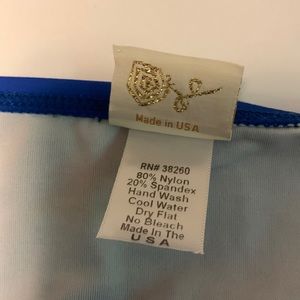 Made in USA
RN# 38260
80% Nylon
20% Spandex
Hand Wash
Cool Water
Dry Flat
No Bleach
Made In The
USA